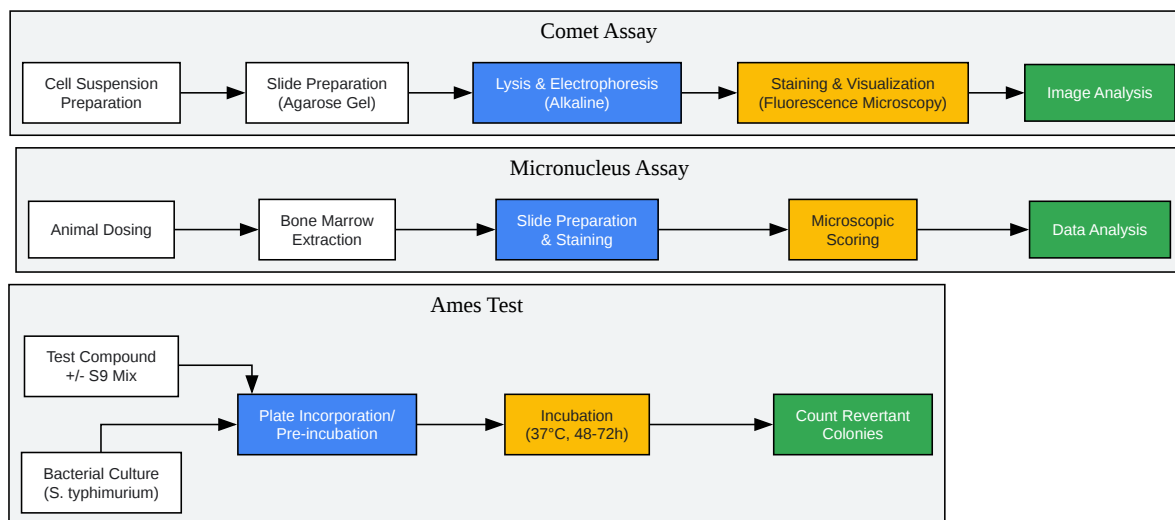 Comet Assay
Cell Suspension
Preparation
Slide Preparation
(Agarose Gel)
Lysis & Electrophoresis
(Alkaline)
Staining & Visualization
(Fluorescence Microscopy)
Image Analysis
Micronucleus Assay
Animal Dosing
Bone Marrow
Extraction
Slide Preparation
& Staining
Microscopic
Scoring
Data Analysis
Ames Test
Test Compound
+/- S9 Mix
Bacterial Culture
(S. typhimurium)
Plate Incorporation/
Pre-incubation
Incubation
(37°C, 48-72h)
Count Revertant
Colonies